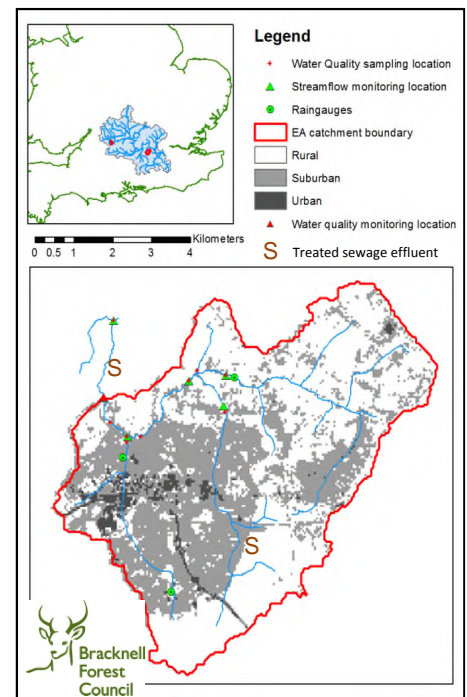 Legend
Water Quality sampling location
Streamflow monitoring location
Raingauges
EA catchment boundary
Rural
Suburban
Urban
Water quality monitoring location
S Treated sewage effluent
Kilometers
0 0.5 1 2 3 4
S
S
Bracknell
Forest
Council